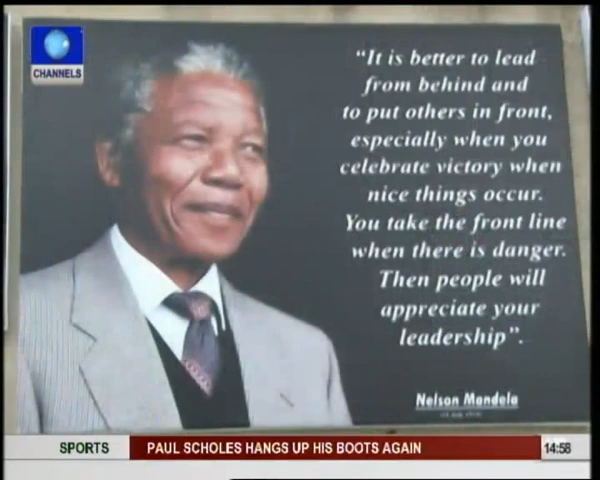 CHANNELS
"It is better to lead
from behind and
to put others in front,
especially when you
celebrate victory when
nice things occur.
You take the front line
when there is danger.
Then people will
appreciate your
leadership".
Nelson Mandela
SPORTS PAUL SCHOLES HANGS UP HIS BOOTS AGAIN 14:58